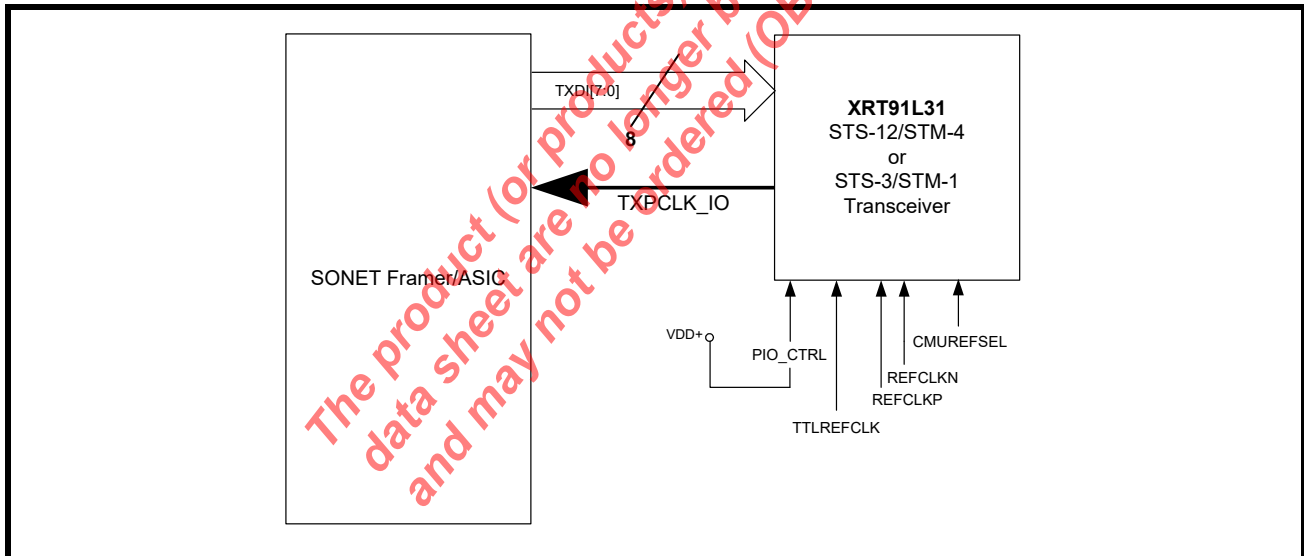 TXDI[7:0]
8
TXPCLK_IO
XRT91L31
STS-12/STM-4
or
STS-3/STM-1
Transceiver
SONET Framer/ASIC
VDD+
PIO_CTRL
CMUREFSEL
REFCLKN
REFCLKP
TTLREFCLK
The product (or products)
data sheet are no longer b
and may not be ordered (OB